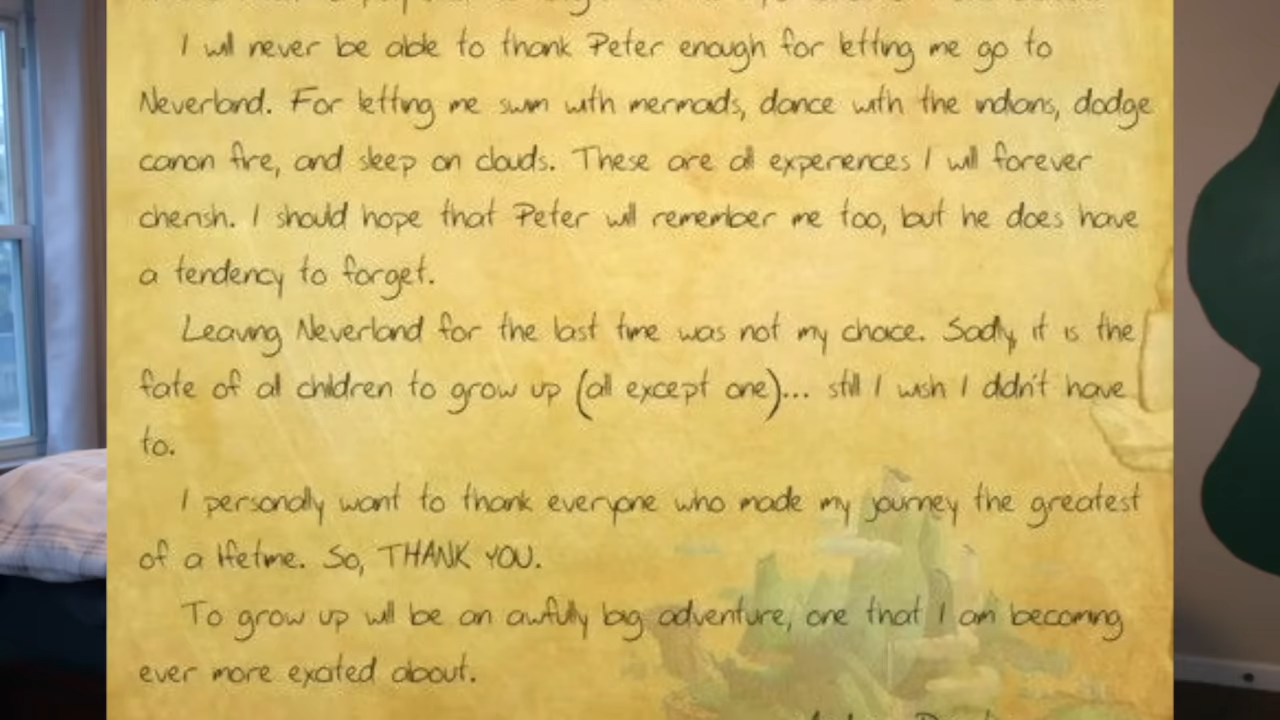 I will never be able to thank Peter enough for letting me go to
Neverland. For letting me swim with mermaids, dance with the indians, dodge
canon fire, and sleep on clouds. These are all experiences I will forever
cherish. I should hope that Peter will remember me too, but he does have
a tendency to forget.
Leaving Neverland for the last time was not my choice. Sadly, it is the
fate of all children to grow up (all except one)... still I wish I didn't have
to.
I personally want to thank everyone who made my journey the greatest
of a lifetime. So, THANK YOU.
To grow up will be an awfully big adventure, one that I am becoming
ever more excited about.